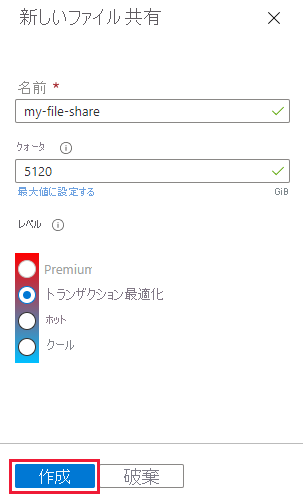 新しいファイル共有
名前 *
my-file-share
クォータ
5120
最大値に設定する GiB
レベル
Premium
トランザクション最適化
ホット
クール
作成 破棄